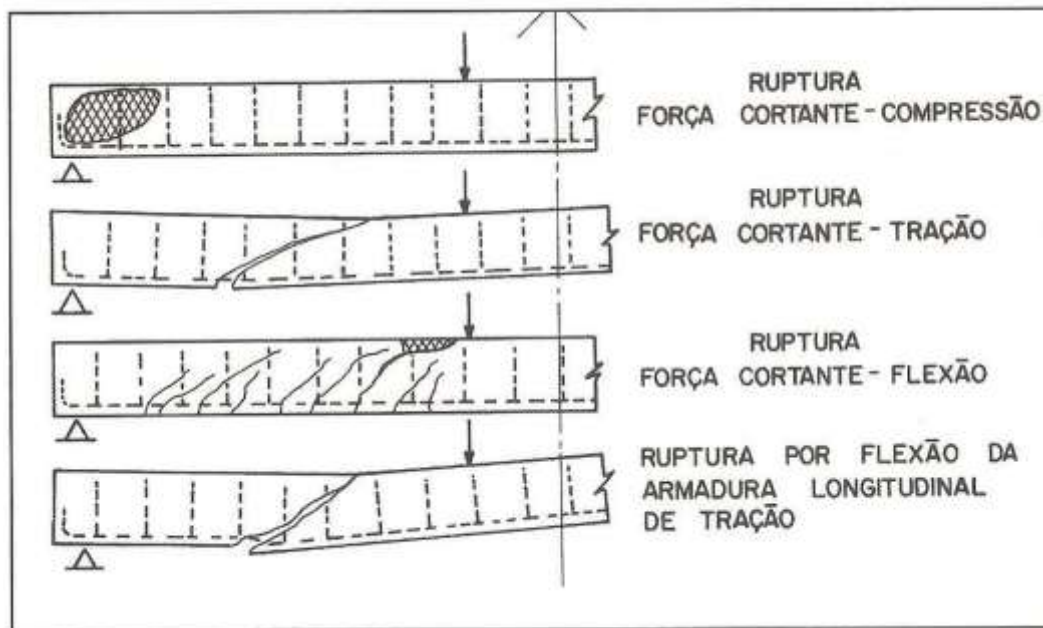 RUPTURA
FORÇA CORTANTE - COMPRESSÃO
RUPTURA
FORÇA CORTANTE - TRAÇÃO
RUPTURA
FORÇA CORTANTE - FLEXÃO
RUPTURA POR FLEXÃO DA
ARMADURA LONGITUDINAL
DE TRAÇÃO